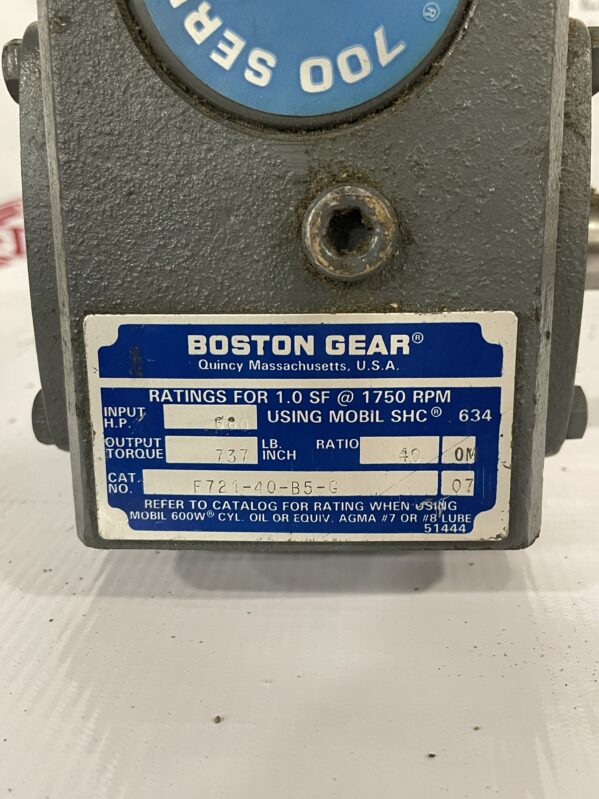 700 SER
®
BOSTON GEAR®
Quincy Massachusetts, U.S.A.
RATINGS FOR 1.0 SF @ 1750 RPM
INPUT H.P. USING MOBIL SHC® 634
OUTPUT TORQUE 737 LB. INCH RATIO 40 0M
CAT. NO. F721-40-B5-G 07
REFER TO CATALOG FOR RATING WHEN USING
MOBIL 600W® CYL. OIL OR EQUIV. AGMA #7 OR #8 LUBE
51444